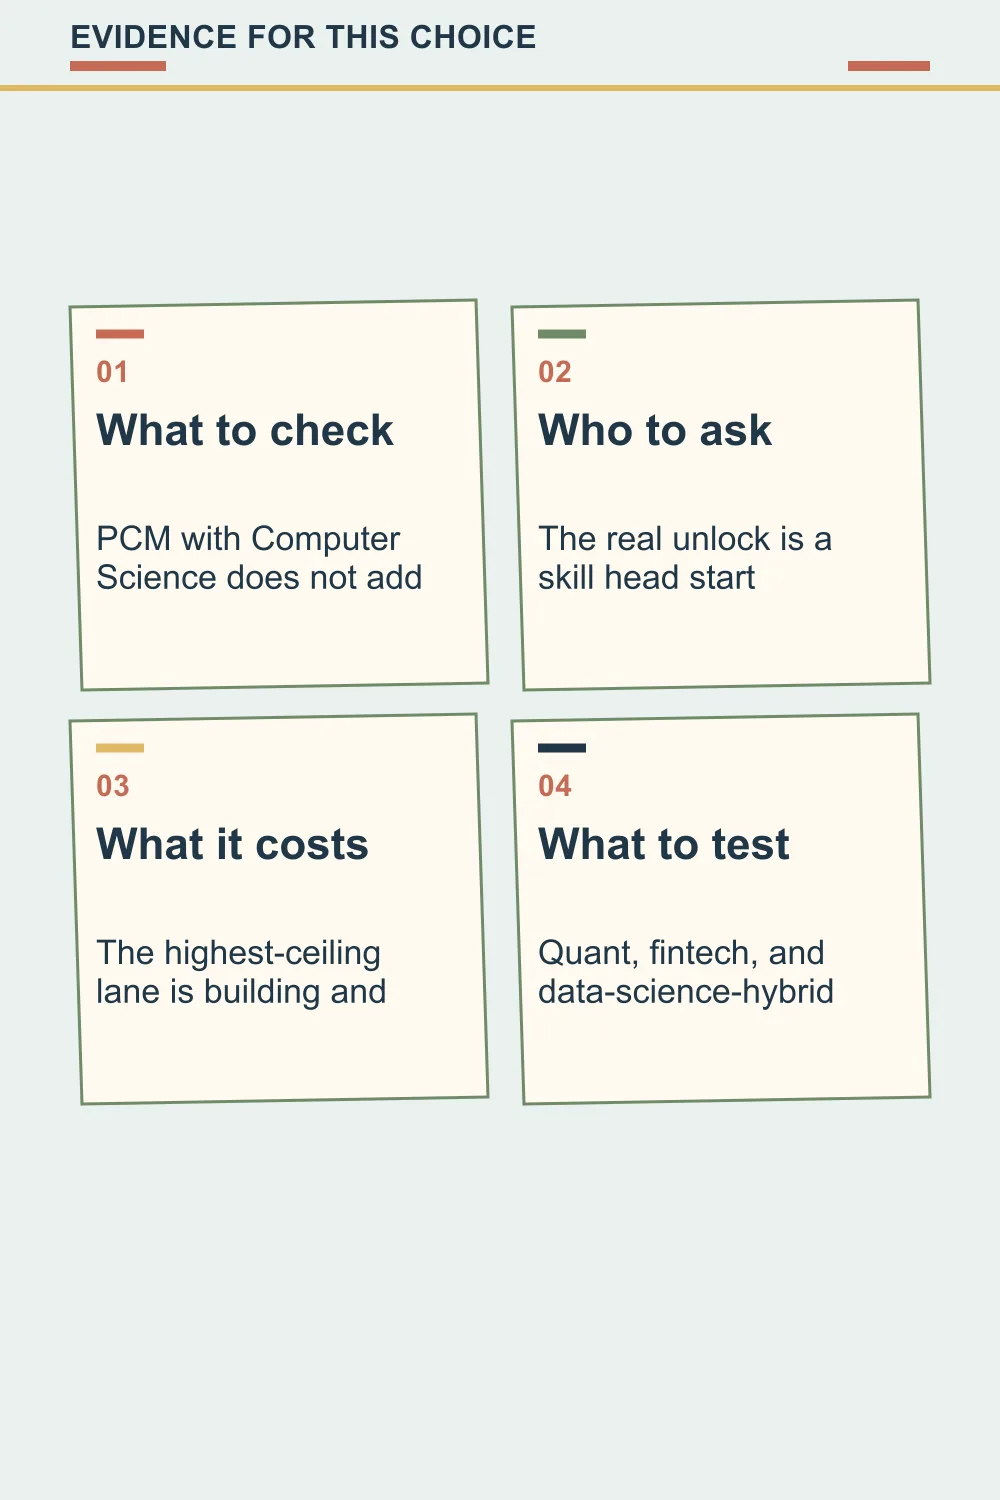 EVIDENCE FOR THIS CHOICE
01
What to check
PCM with Computer
Science does not add
02
Who to ask
The real unlock is a
skill head start
03
What it costs
The highest-ceiling
lane is building and
04
What to test
Quant, fintech, and
data-science-hybrid